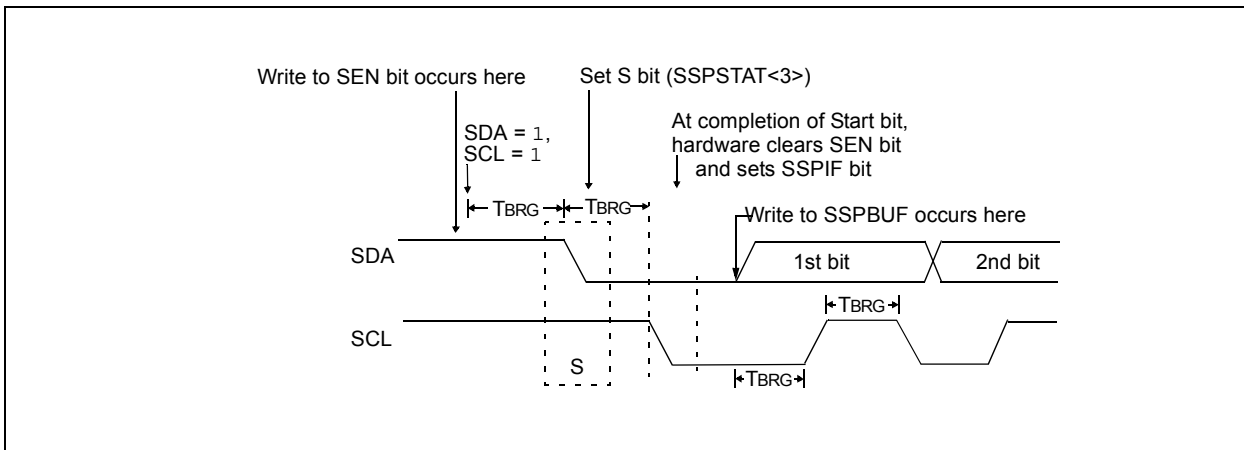 Write to SEN bit occurs here
Set S bit (SSPSTAT<3>)
SDA = 1,
SCL = 1
At completion of Start bit,
hardware clears SEN bit
and sets SSPIF bit
TBRG
TBRG
Write to SSPBUF occurs here
SDA
1st bit
2nd bit
TBRG
SCL
S
TBRG